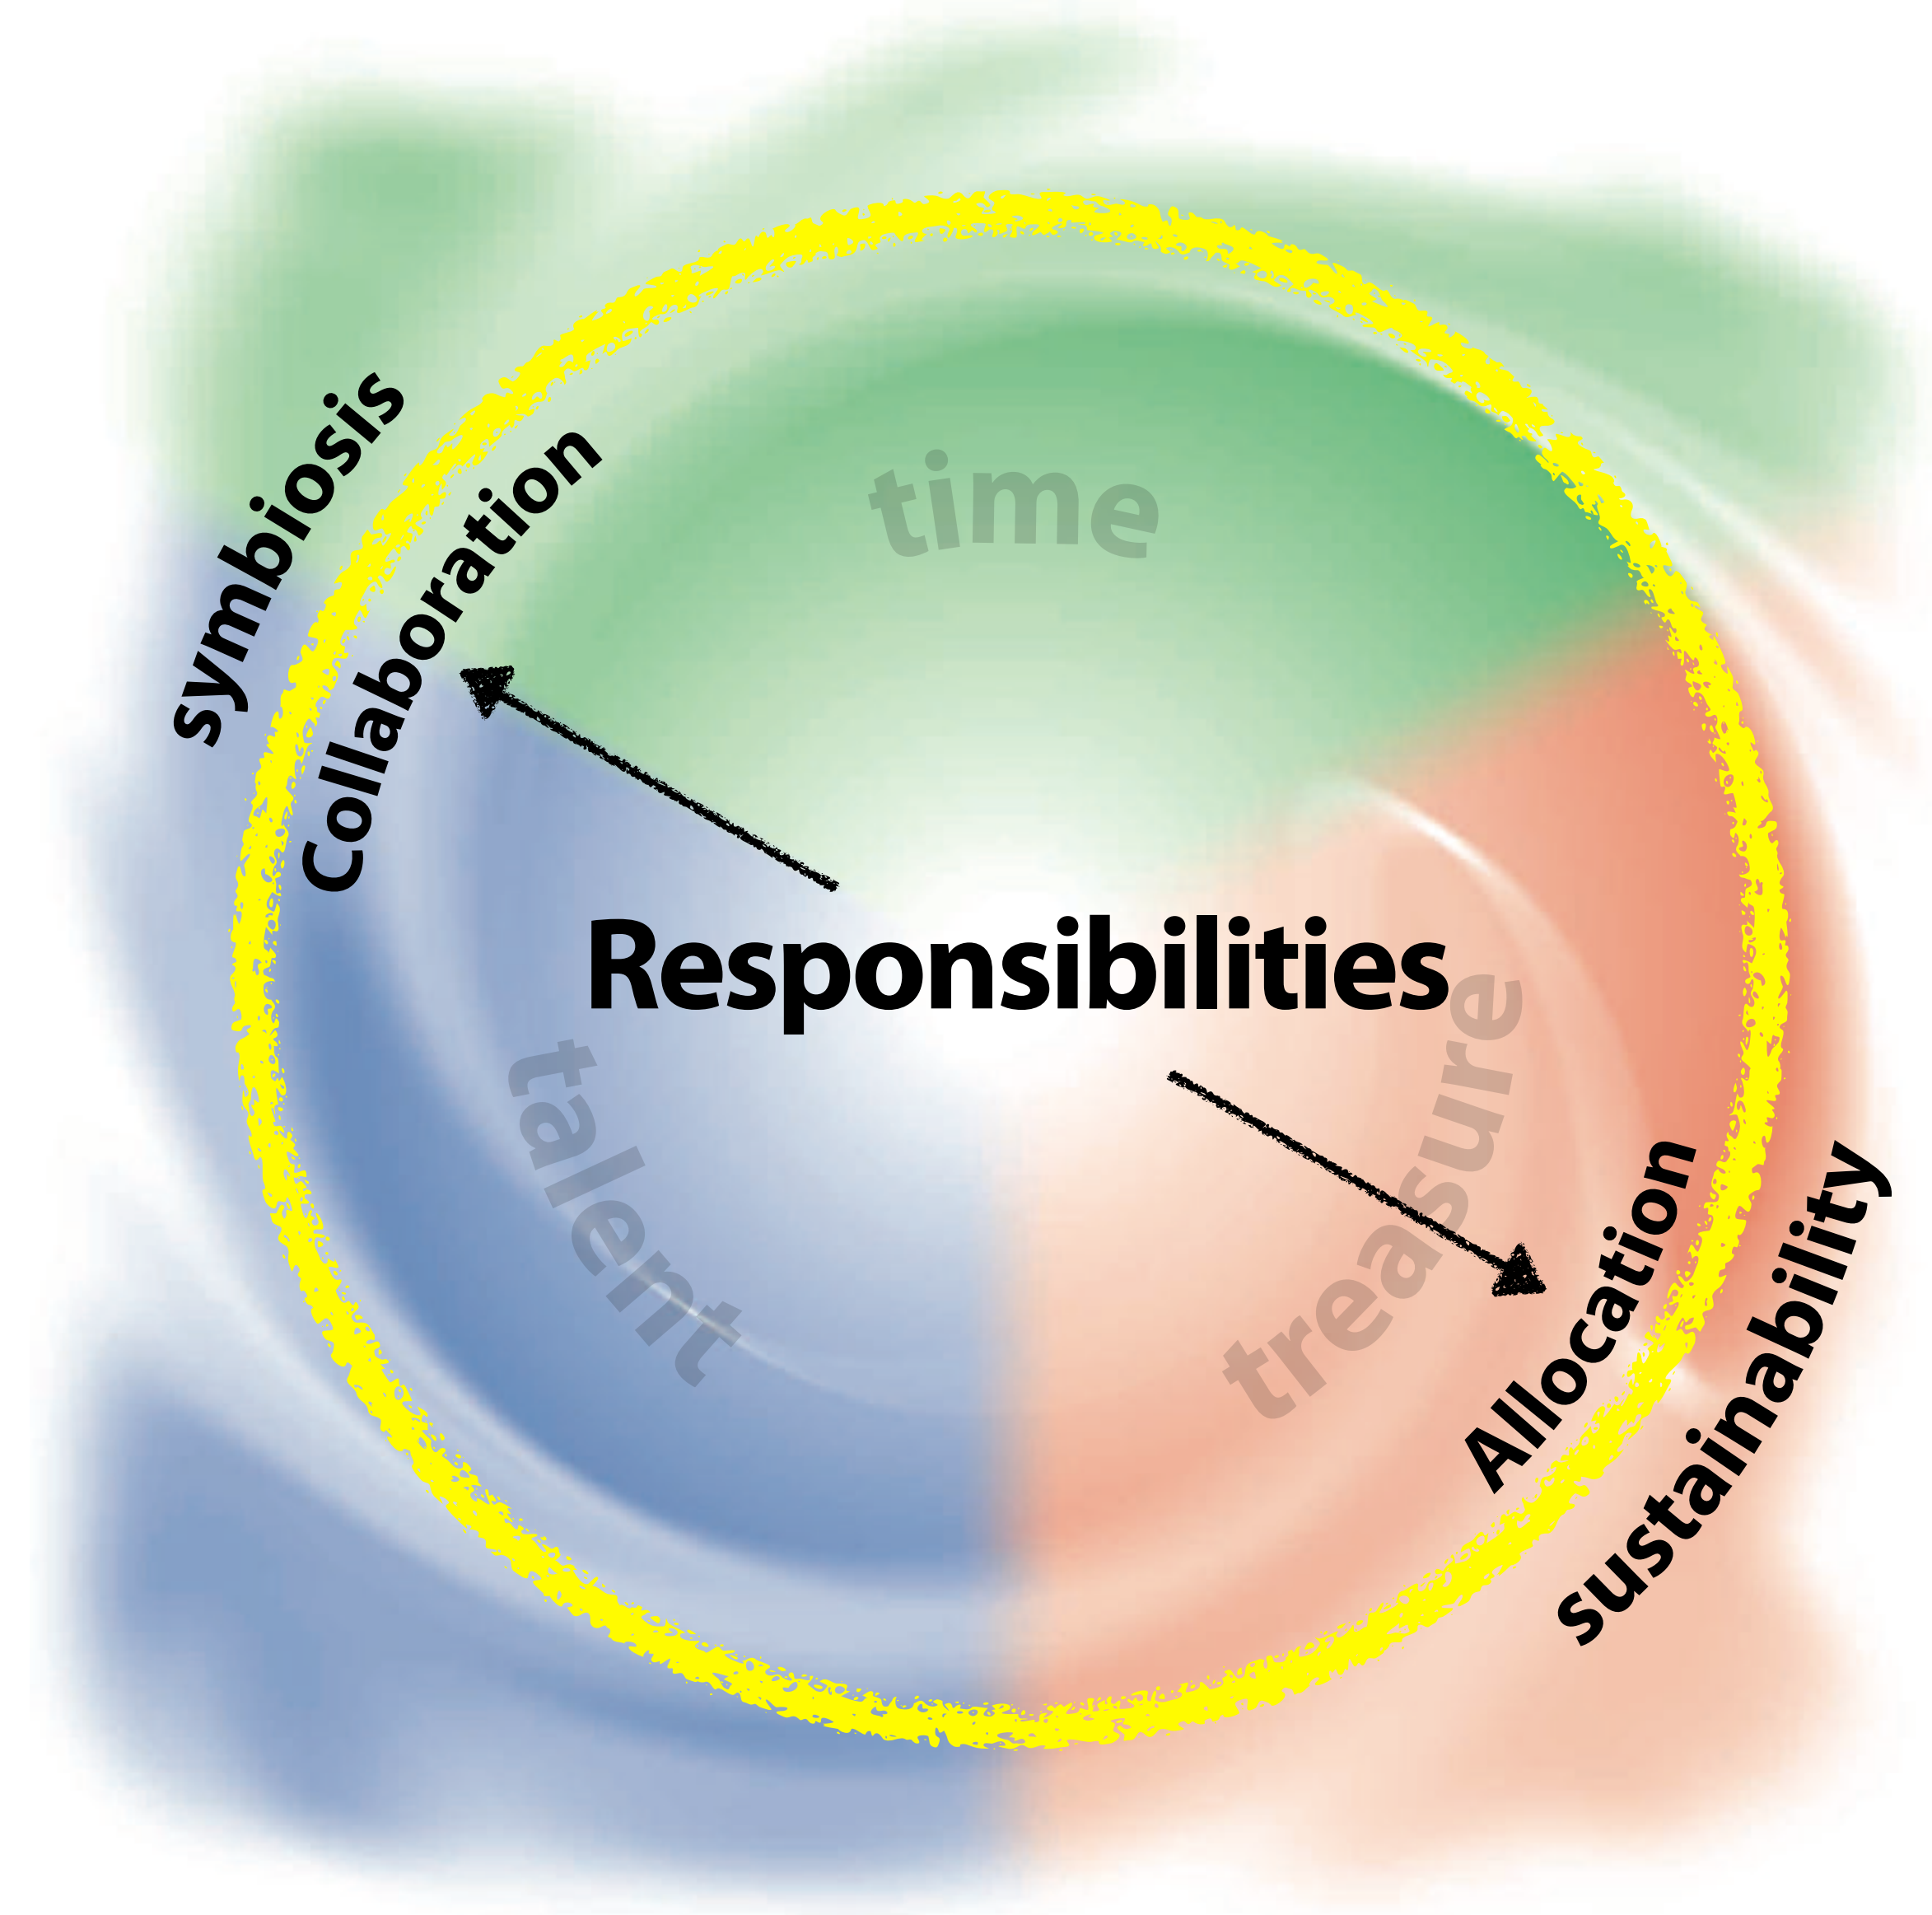 symbiosis
Collaboration
time
Responsibilities
talent
treasure
Allocation
sustainability